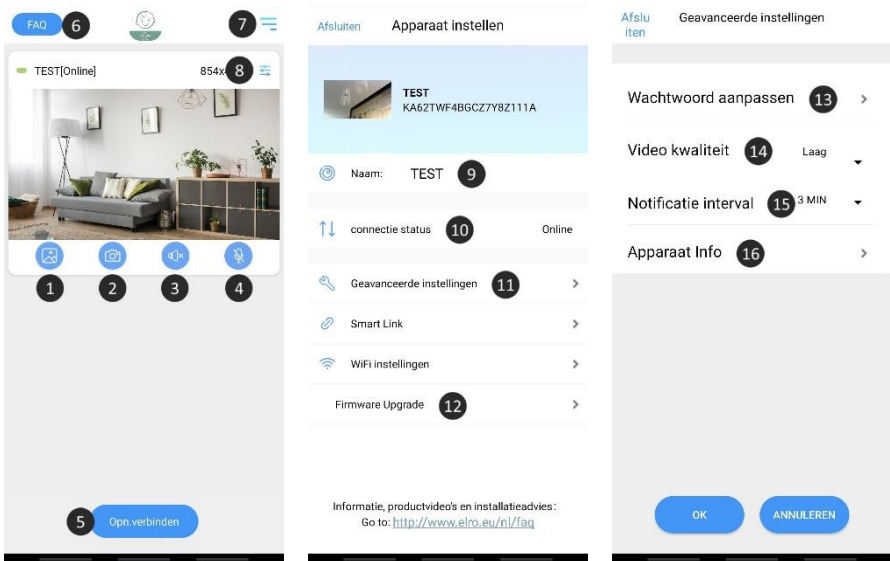 FAQ
6
7
TEST[Online]
854x
8
1
2
3
4
5
Opn.verbinden
Afsluiten
Apparaat instellen
TEST
KA62TWF4BGCZ7Y8Z111A
Naam:
TEST
9
connectie status
10
Online
Geavanceerde instellingen
11
Smart Link
WiFi instellingen
Firmware Upgrade
12
Informatie, productvideo's en installatieadvies:
Go to: http://www.elro.eu/nl/faq
Afslu
iten
Geavanceerde instellingen
Wachtwoord aanpassen
13
Video kwaliteit
14
Laag
Notificatie interval
15
3 MIN
Apparaat Info
16
OK
ANNULEREN